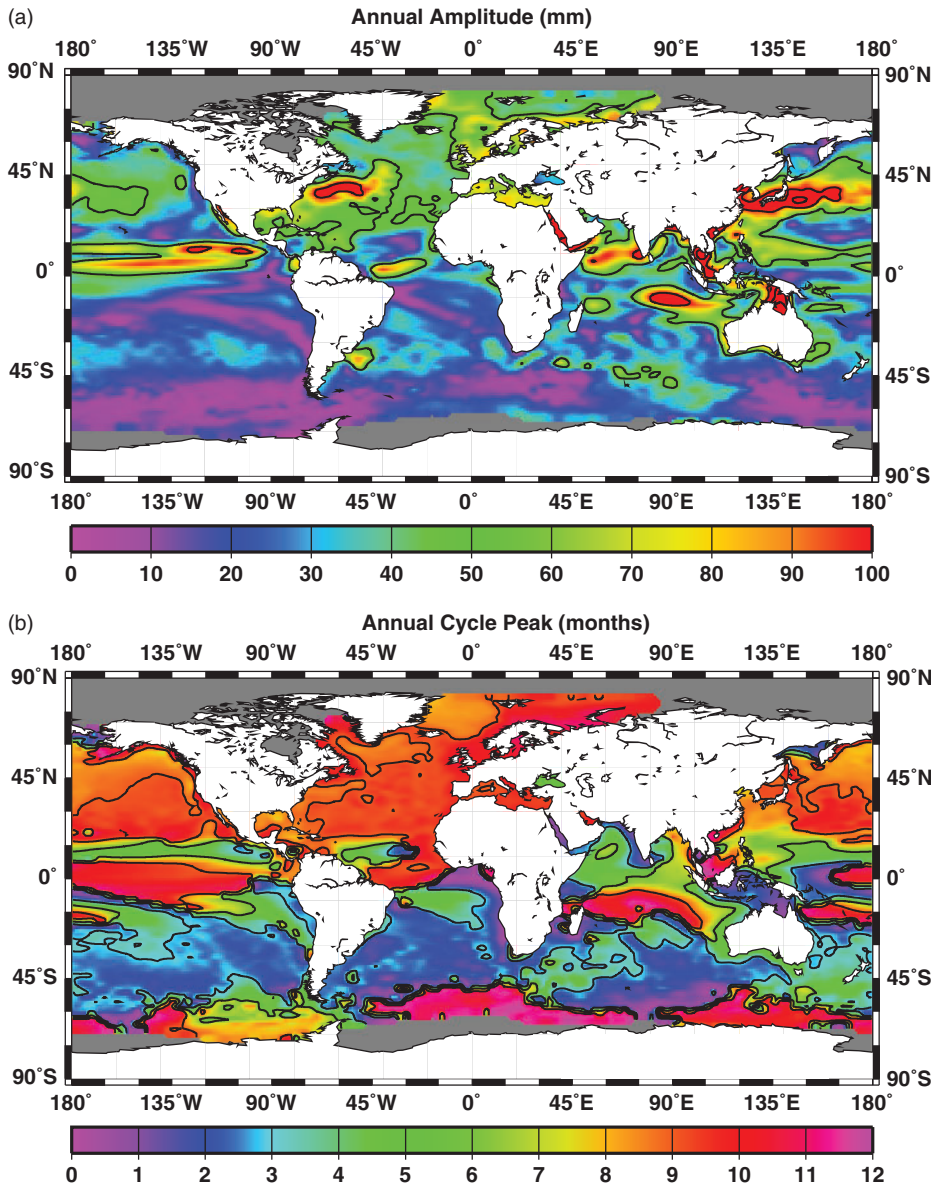 (a)
Annual Amplitude (mm)
180˚ 135˚W 90˚W 45˚W 0˚ 45˚E 90˚E 135˚E 180˚
90˚N 90˚N
45˚N 45˚N
0˚ 0˚
45˚S 45˚S
90˚S 90˚S
180˚ 135˚W 90˚W 45˚W 0˚ 45˚E 90˚E 135˚E 180˚
0 10 20 30 40 50 60 70 80 90 100
(b)
Annual Cycle Peak (months)
180˚ 135˚W 90˚W 45˚W 0˚ 45˚E 90˚E 135˚E 180˚
90˚N 90˚N
45˚N 45˚N
0˚ 0˚
45˚S 45˚S
90˚S 90˚S
180˚ 135˚W 90˚W 45˚W 0˚ 45˚E 90˚E 135˚E 180˚
0 1 2 3 4 5 6 7 8 9 10 11 12